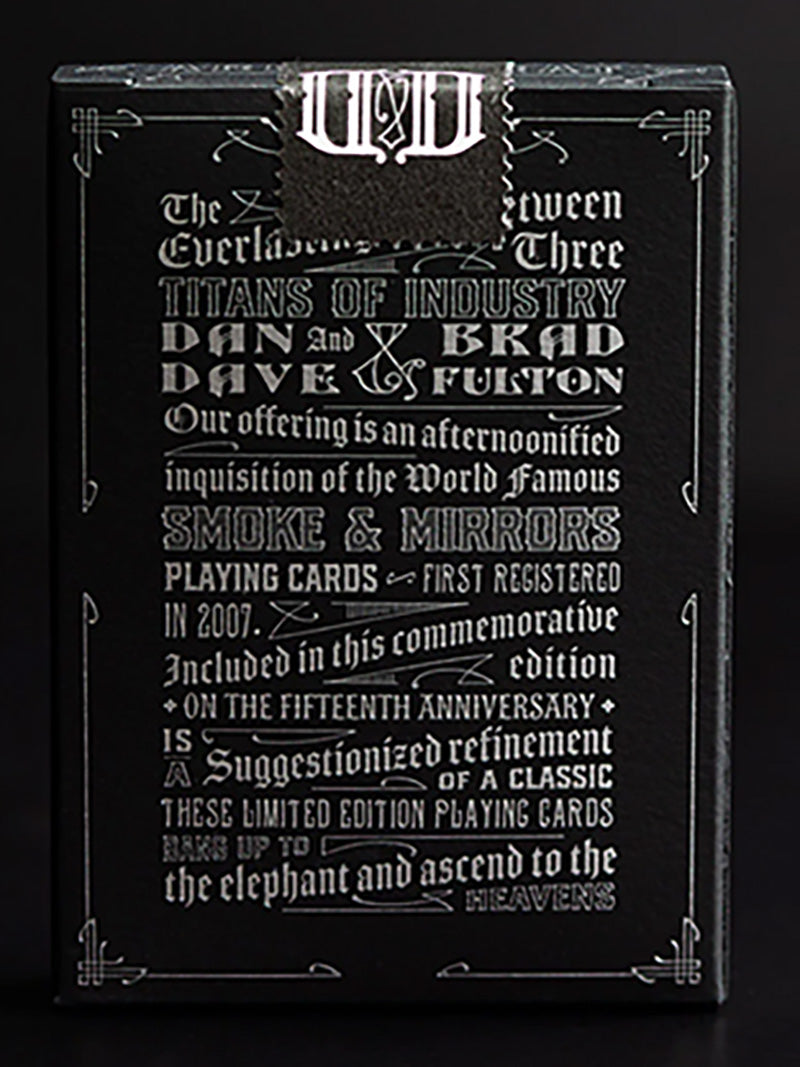 D&D
The
tween
Everlasting
Three
TITANS OF INDUSTRY
DAN And & BRAD
DAVE FULTON
Our offering is an afternoonified
inquisition of the World Famous
SMOKE & MIRRORS
PLAYING CARDS ~ FIRST REGISTERED
IN 2007.
Included in this commemorative
edition
ON THE FIFTEENTH ANNIVERSARY
IS
A Suggestionized refinement
OF A CLASSIC
THESE LIMITED EDITION PLAYING CARDS
BANG UP TO
the elephant and ascend to the
HEAVENS